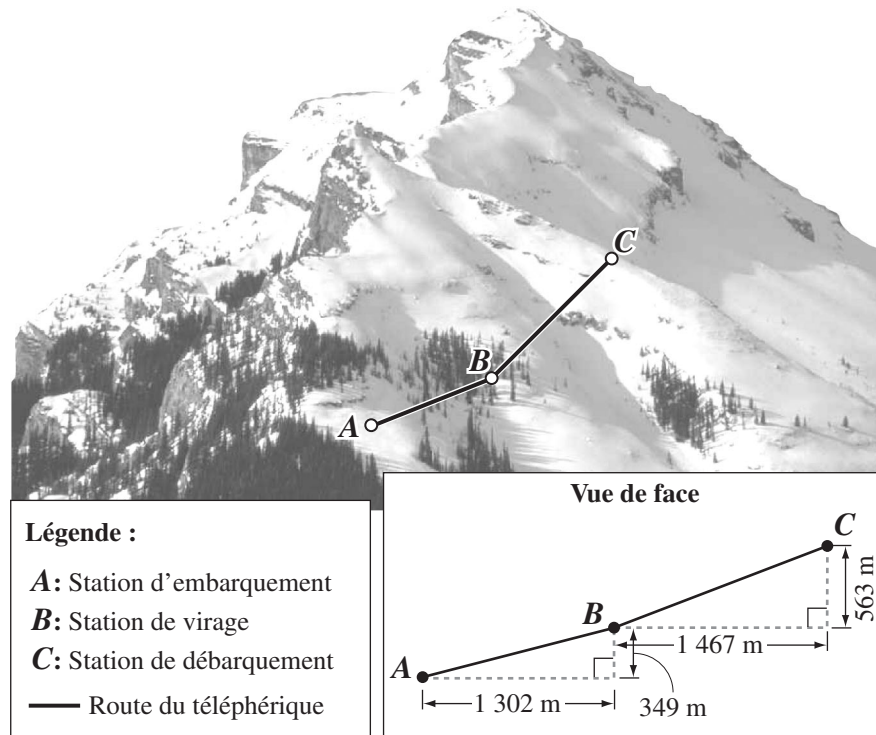 C
B
A
Légende :
A: Station d'embarquement
B: Station de virage
C: Station de débarquement
Route du téléphérique
Vue de face
C
B
A
563 m
1 467 m
1 302 m
349 m